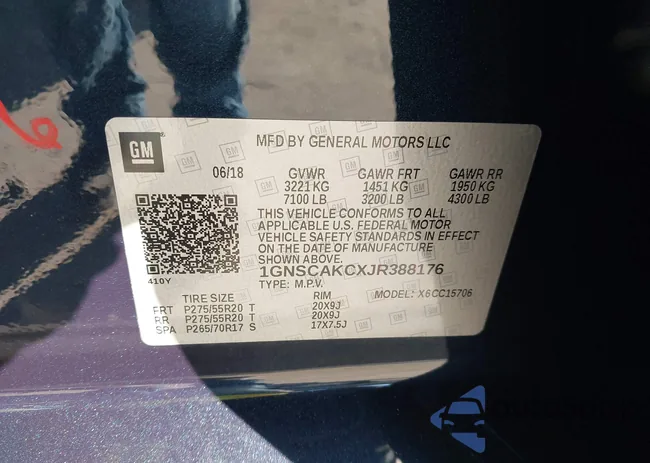 GM
MFD BY GENERAL MOTORS LLC
06/18 GVWR GAWR FRT GAWR RR
3221 KG 1451 KG 1950 KG
7100 LB 3200 LB 4300 LB
THIS VEHICLE CONFORMS TO ALL
APPLICABLE U.S. FEDERAL MOTOR
VEHICLE SAFETY STANDARDS IN EFFECT
ON THE DATE OF MANUFACTURE
SHOWN ABOVE.
410Y
1GNSCAKCXJR388176
TYPE: M.P.V. MODEL: X6CC15706
TIRE SIZE RIM
FRT P275/55R20 T 20X9J
RR P275/55R20 T 20X9J
SPA P265/70R17 S 17X7.5J